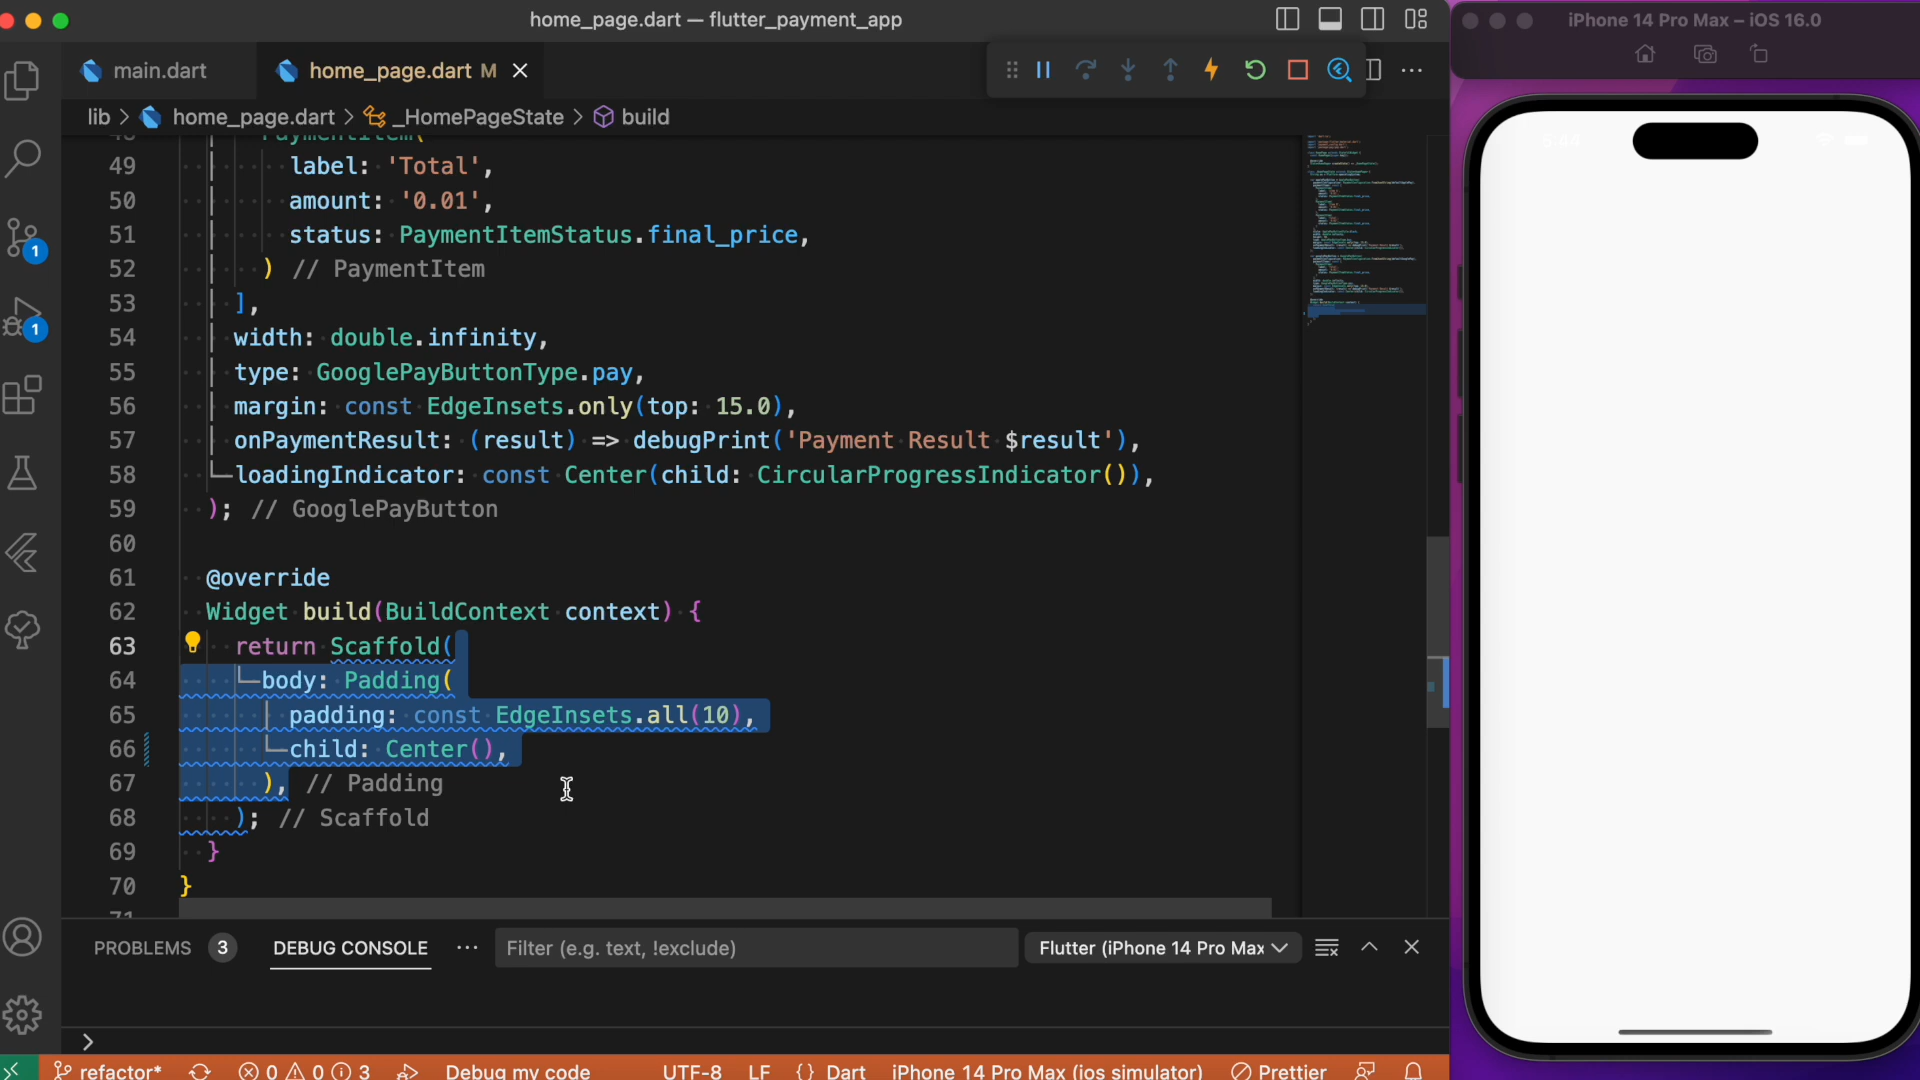 home_page.dart — flutter_payment_app
iPhone 14 Pro Max – iOS 16.0
main.dart
home_page.dart M
lib > home_page.dart > _HomePageState > build
48 PaymentItem(
49 label: 'Total',
50 amount: '0.01',
51 status: PaymentItemStatus.final_price,
52 ) // PaymentItem
53 ],
54 width: double.infinity,
55 type: GooglePayButtonType.pay,
56 margin: const EdgeInsets.only(top: 15.0),
57 onPaymentResult: (result) => debugPrint('Payment Result $result'),
58 loadingIndicator: const Center(child: CircularProgressIndicator()),
59 ); // GooglePayButton
60
61 @override
62 Widget build(BuildContext context) {
63 return Scaffold(
64 body: Padding(
65 padding: const EdgeInsets.all(10),
66 child: Center(),
67 ), // Padding
68 ); // Scaffold
69 }
70 }
71
1
1
PROBLEMS 3 DEBUG CONSOLE ··· Filter (e.g. text, !exclude) Flutter (iPhone 14 Pro Max
>
refactor* 0 0 3 Debug my code UTF-8 LF {} Dart iPhone 14 Pro Max (ios simulator) Prettier